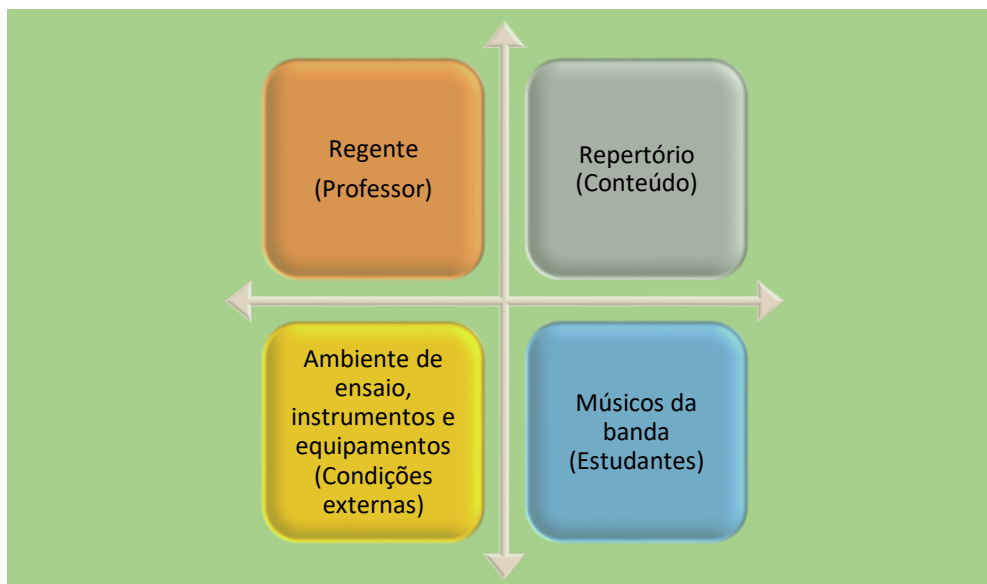 Regente
(Professor)
Repertório
(Conteúdo)
Ambiente de
ensaio,
instrumentos e
equipamentos
(Condições
externas)
Músicos da
banda
(Estudantes)